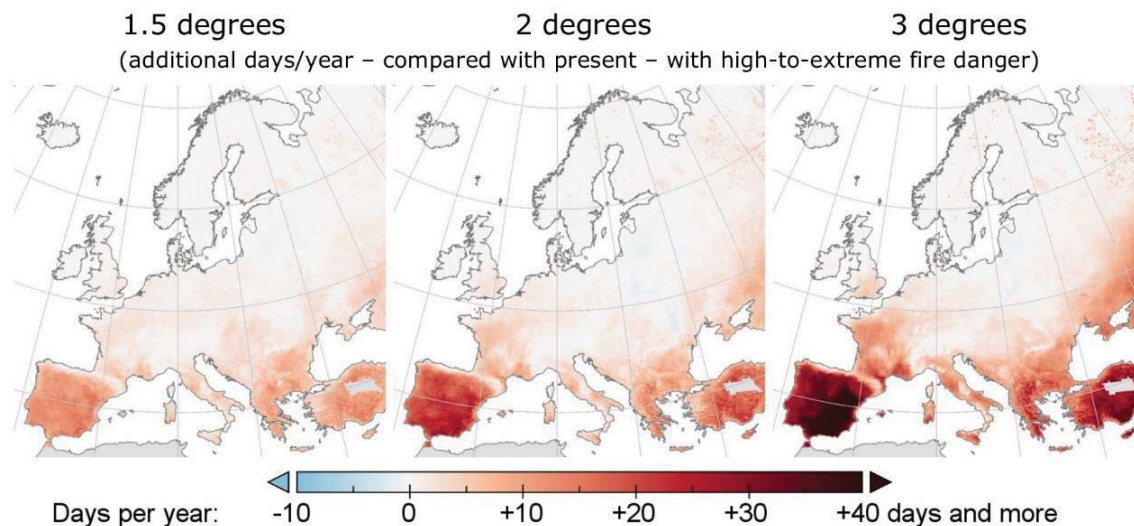 1.5 degrees 2 degrees 3 degrees
(additional days/year – compared with present – with high-to-extreme fire danger)
Days per year: -10 0 +10 +20 +30 +40 days and more